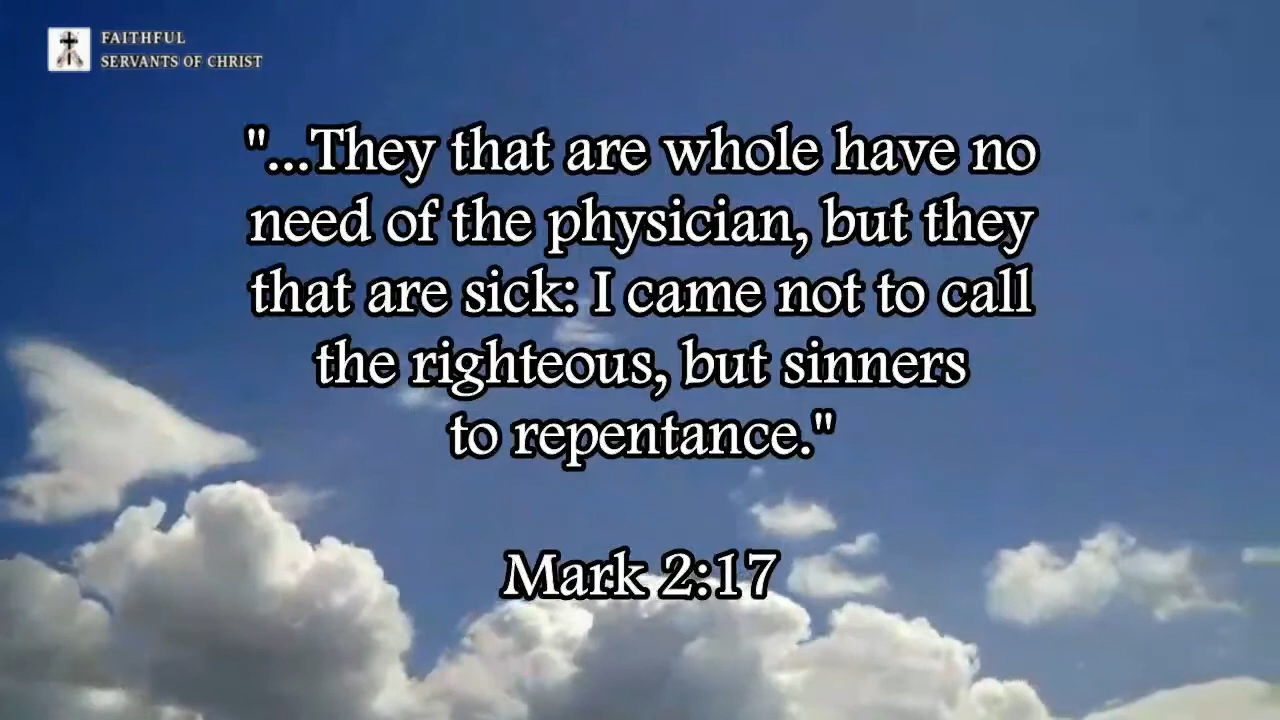 FAITHFUL
SERVANTS OF CHRIST
"...They that are whole have no
need of the physician, but they
that are sick: I came not to call
the righteous, but sinners
to repentance."
Mark 2:17